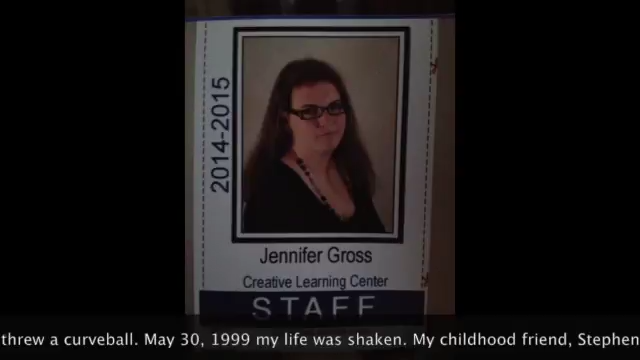 2014-2015
Jennifer Gross
Creative Learning Center
STAFF
threw a curveball. May 30, 1999 my life was shaken. My childhood friend, Stephen